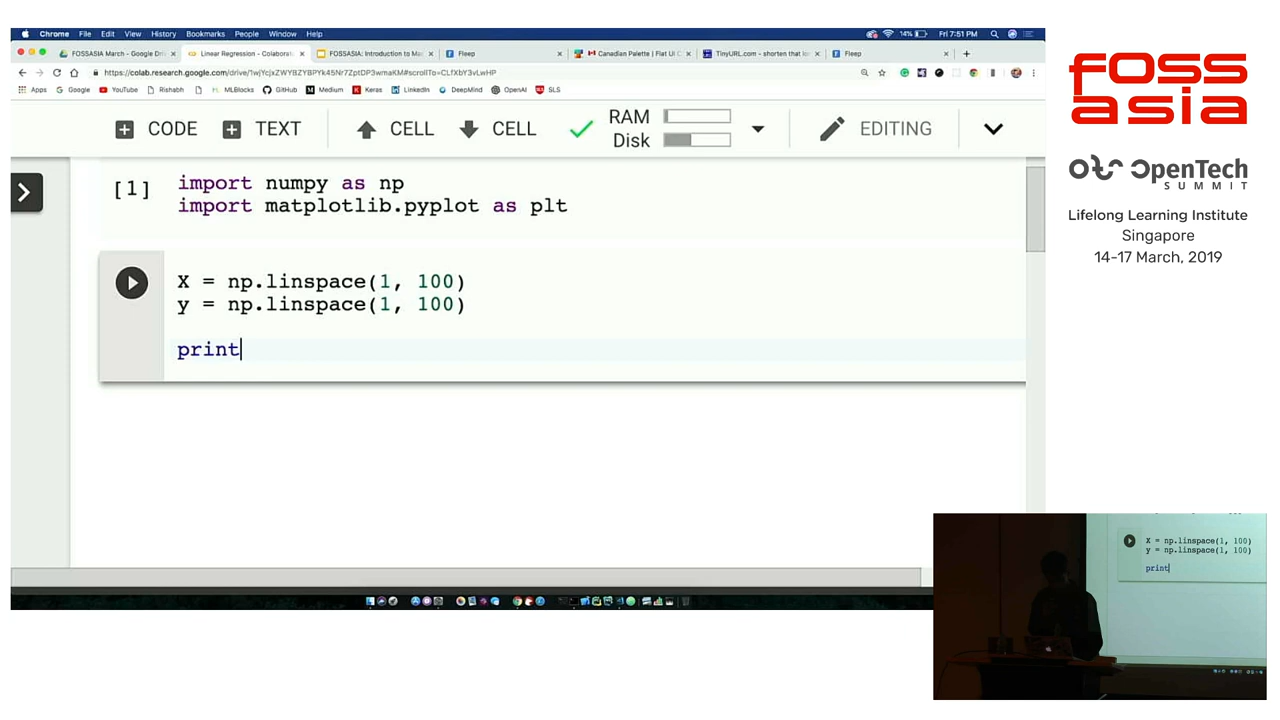 Chrome File Edit View History Bookmarks People Window Help
14% Fri 7:51 PM
FOSSASIA March - Google Dri
Linear Regression - Colaborat
FOSSASIA: Introduction to Mac
Fleep
Canadian Palette | Flat UI C
TinyURL.com - shorten that lo
Fleep
https://colab.research.google.com/drive/1wjYcjxZWYBZYBPYk45Nr7ZptDP3wmaKM#scrollTo=CLfXbY3vLwHP
Apps Google YouTube Rishabh MLBlocks GitHub Medium Keras LinkedIn DeepMind OpenAI SLS
CODE TEXT CELL CELL RAM EDITING
Disk
[1] import numpy as np
import matplotlib.pyplot as plt
X = np.linspace(1, 100)
y = np.linspace(1, 100)
print
FOSS
asia
OpenTech
SUMMIT
Lifelong Learning Institute
Singapore
14-17 March, 2019
X = np.linspace(1, 100)
y = np.linspace(1, 100)
print